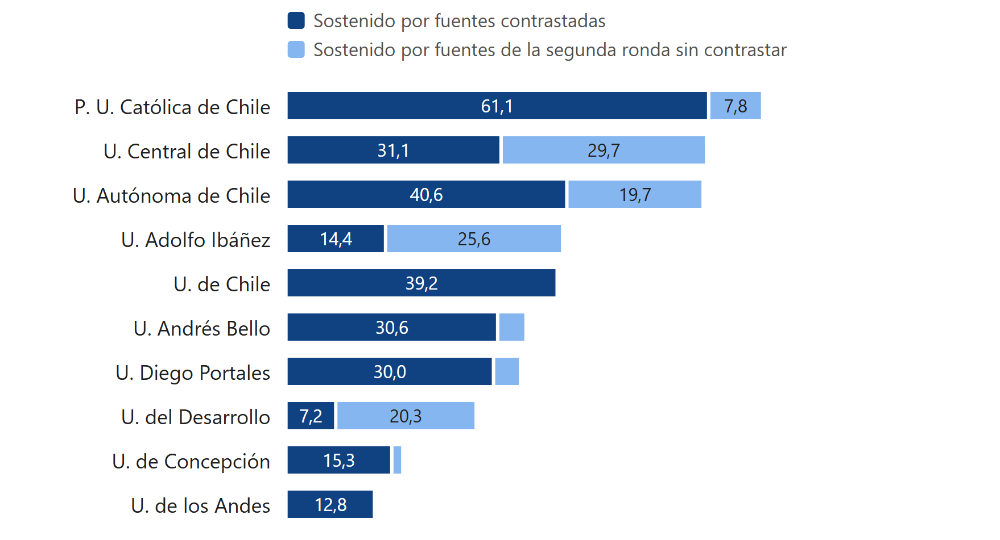 Sostenido por fuentes contrastadas
Sostenido por fuentes de la segunda ronda sin contrastar
P. U. Católica de Chile 61,1 7,8
U. Central de Chile 31,1 29,7
U. Autónoma de Chile 40,6 19,7
U. Adolfo Ibáñez 14,4 25,6
U. de Chile 39,2
U. Andrés Bello 30,6
U. Diego Portales 30,0
U. del Desarrollo 7,2 20,3
U. de Concepción 15,3
U. de los Andes 12,8